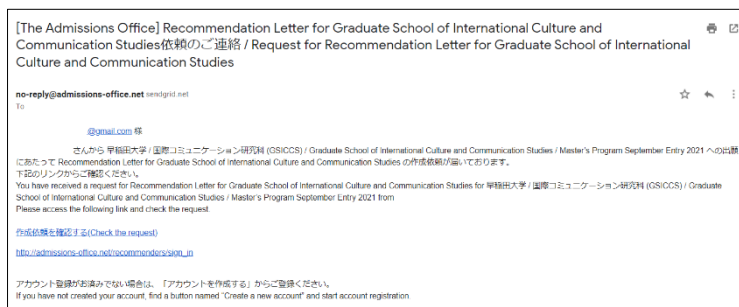 [The Admissions Office] Recommendation Letter for Graduate School of International Culture and
Communication Studies依頼のご連絡 / Request for Recommendation Letter for Graduate School of International
Culture and Communication Studies
no-reply@admissions-office.net sendgrid.net
To
@gmail.com 様
さんから 早稲田大学 / 国際コミュニケーション研究科 (GSICCS) / Graduate School of International Culture and Communication Studies / Master's Program September Entry 2021 への出願
にあたって Recommendation Letter for Graduate School of International Culture and Communication Studies の作成依頼が届いております。
下記のリンクからご確認ください。
You have received a request for Recommendation Letter for Graduate School of International Culture and Communication Studies for 早稲田大学 / 国際コミュニケーション研究科 (GSICCS) / Graduate
School of International Culture and Communication Studies / Master's Program September Entry 2021 from
Please access the following link and check the request.
作成依頼を確認する(Check the request)
http://admissions-office.net/recommenders/sign_in
アカウント登録がお済みでない場合は、「アカウントを作成する」からご登録ください。
If you have not created your account, find a button named "Create a new account" and start account registration.